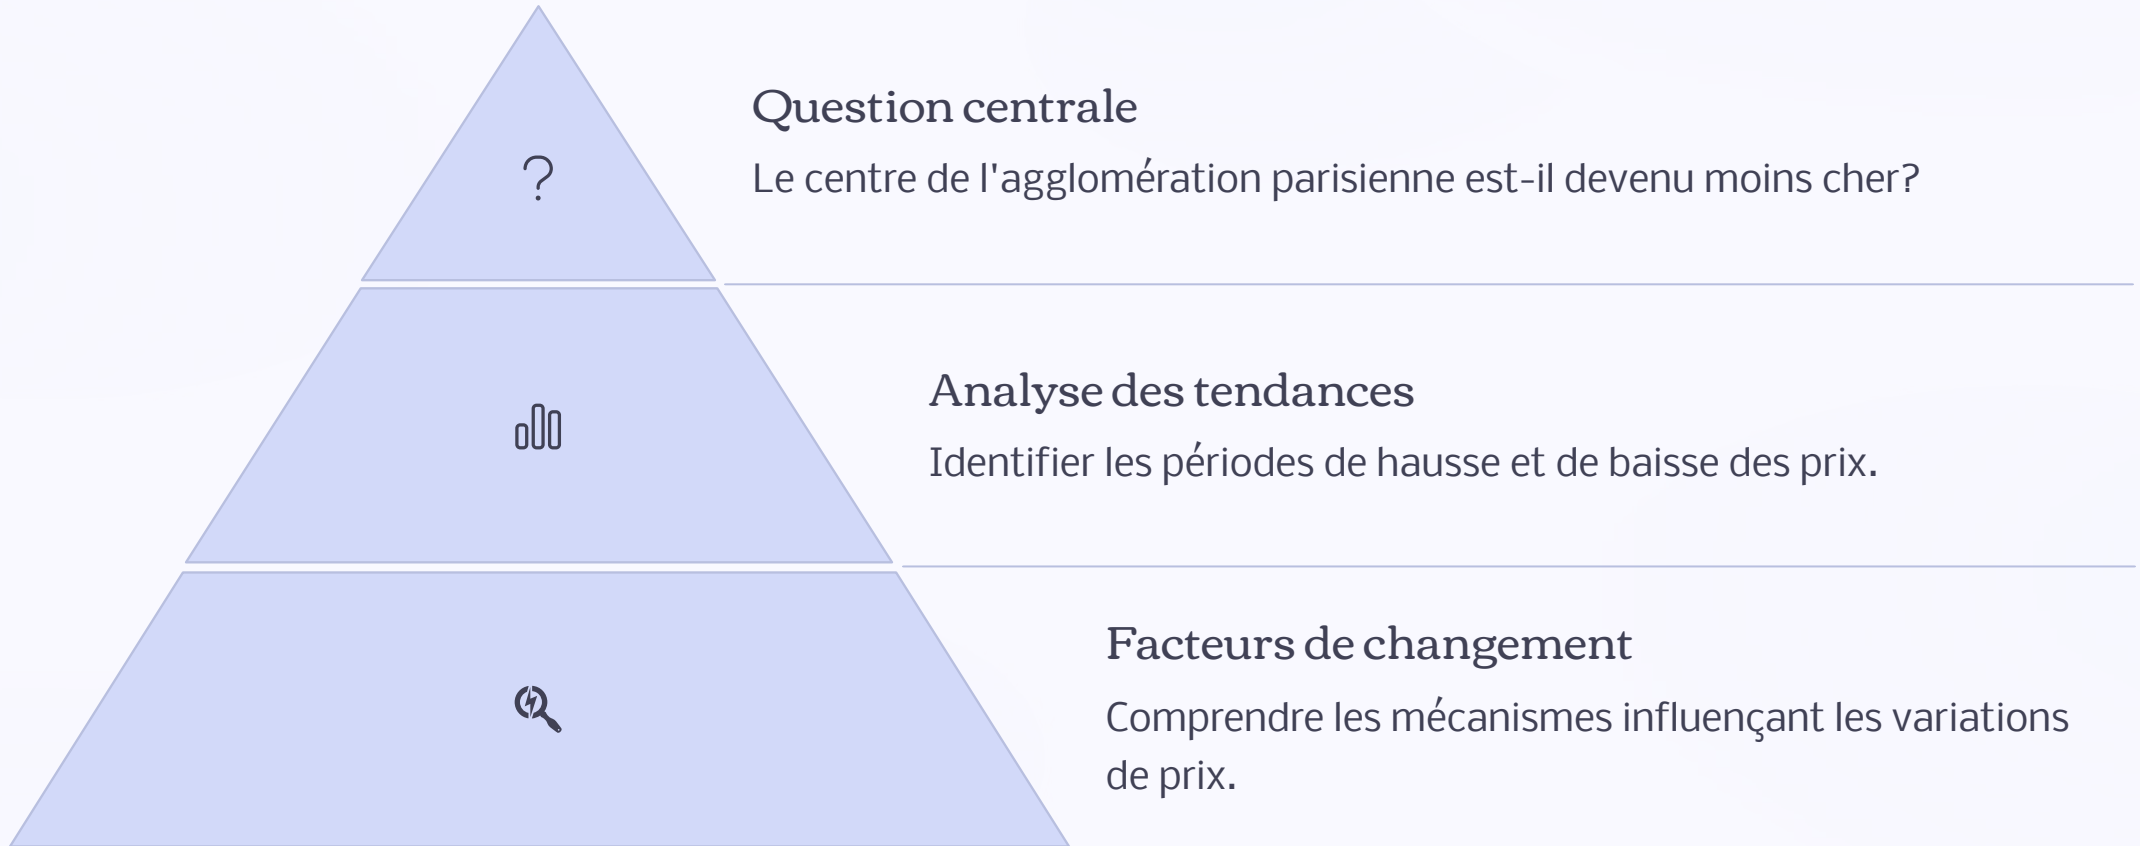 Question centrale
Le centre de l'agglomération parisienne est-il devenu moins cher?
Analyse des tendances
Identifier les périodes de hausse et de baisse des prix.
Facteurs de changement
Comprendre les mécanismes influençant les variations
de prix.